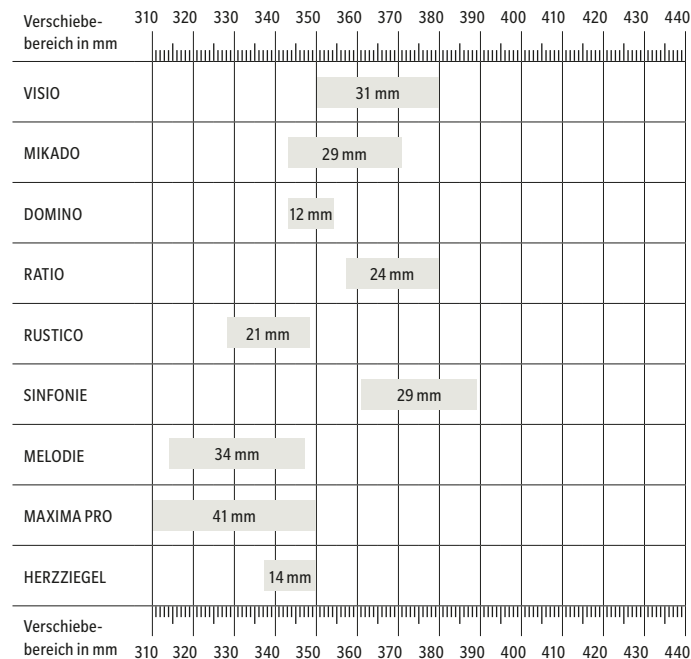 Verschiebe-
bereich in mm
310 320 330 340 350 360 370 380 390 400 410 420 430 440
VISIO 31 mm
MIKADO 29 mm
DOMINO 12 mm
RATIO 24 mm
RUSTICO 21 mm
SINFONIE 29 mm
MELODIE 34 mm
MAXIMA PRO 41 mm
HERZZIEGEL 14 mm
Verschiebe-
bereich in mm
310 320 330 340 350 360 370 380 390 400 410 420 430 440